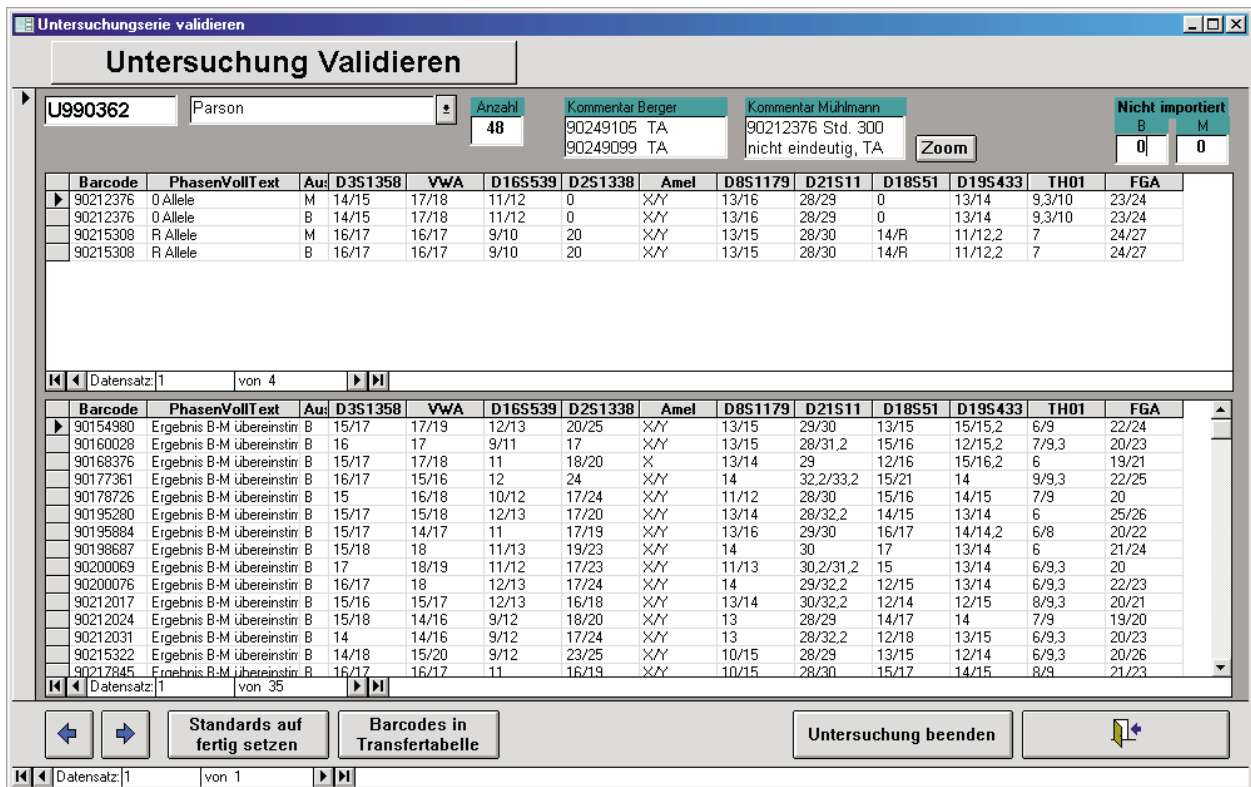 Untersuchungserie validieren
Untersuchung Validieren
U990362 Parson Anzahl Kommentar Berger Kommentar Mühlmann Nicht importiert
B M
48 90249105 TA 90212376 Std. 300 0 0
90249099 TA nicht eindeutig, TA Zoom
Barcode PhasenVollText Aus D3S1358 VWA D16S539 D2S1338 Amel D8S1179 D21S11 D18S51 D19S433 TH01 FGA
90212376 0 Allele M 14/15 17/18 11/12 0 X/Y 13/16 28/29 0 13/14 9,3/10 23/24
90212376 0 Allele B 14/15 17/18 11/12 0 X/Y 13/16 28/29 0 13/14 9,3/10 23/24
90215308 R Allele M 16/17 16/17 9/10 20 X/Y 13/15 28/30 14/R 11/12,2 7 24/27
90215308 R Allele B 16/17 16/17 9/10 20 X/Y 13/15 28/30 14/R 11/12,2 7 24/27
Datensatz: 1 von 4
Barcode PhasenVollText Aus D3S1358 VWA D16S539 D2S1338 Amel D8S1179 D21S11 D18S51 D19S433 TH01 FGA
90154980 Ergebnis B-M übereinstim B 15/17 17/19 12/13 20/25 X/Y 13/15 29/30 13/15 15/15,2 6/9 22/24
90160028 Ergebnis B-M übereinstim B 16 17 9/11 17 X/Y 13/15 28/31,2 15/16 12/15,2 7/9,3 20/23
90168376 Ergebnis B-M übereinstim B 15/17 17/18 11 18/20 X 13/14 29 12/16 15/16,2 6 19/21
90177361 Ergebnis B-M übereinstim B 16/17 15/16 12 24 X/Y 14 32,2/33,2 15/21 14 9/9,3 22/25
90178726 Ergebnis B-M übereinstim B 15 16/18 10/12 17/24 X/Y 11/12 28/30 15/16 14/15 7/9 20
90195280 Ergebnis B-M übereinstim B 15/17 15/18 12/13 17/20 X/Y 13/14 28/32,2 14/15 13/14 6 25/26
90195884 Ergebnis B-M übereinstim B 15/17 14/17 11 17/19 X/Y 13/16 29/30 16/17 14/14,2 6/8 20/22
90198687 Ergebnis B-M übereinstim B 15/18 18 11/13 19/23 X/Y 14 30 17 13/14 6 21/24
90200069 Ergebnis B-M übereinstim B 17 18/19 11/12 17/23 X/Y 11/13 30,2/31,2 15 13/14 6/9,3 20
90200076 Ergebnis B-M übereinstim B 16/17 18 12/13 17/24 X/Y 14 29/32,2 12/15 13/14 6/9,3 22/23
90212017 Ergebnis B-M übereinstim B 15/16 15/17 12/13 16/18 X/Y 13/14 30/32,2 12/14 12/15 8/9,3 20/21
90212024 Ergebnis B-M übereinstim B 15/18 14/16 9/12 18/20 X/Y 13 28/29 14/17 14 7/9 19/20
90212031 Ergebnis B-M übereinstim B 14 14/16 9/12 17/24 X/Y 13 28/32,2 12/18 13/15 6/9,3 20/23
90215322 Ergebnis B-M übereinstim B 14/18 15/20 9/12 23/25 X/Y 10/15 28/29 13/15 12/14 6/9,3 20/26
90217845 Ergebnis B-M übereinstim B 16/17 16/17 11 16/19 X/Y 10/15 28/30 15/17 14/15 8/9 21/23
Datensatz: 1 von 35
Standards auf fertig setzen Barcodes in Transfertabelle Untersuchung beenden
Datensatz: 1 von 1